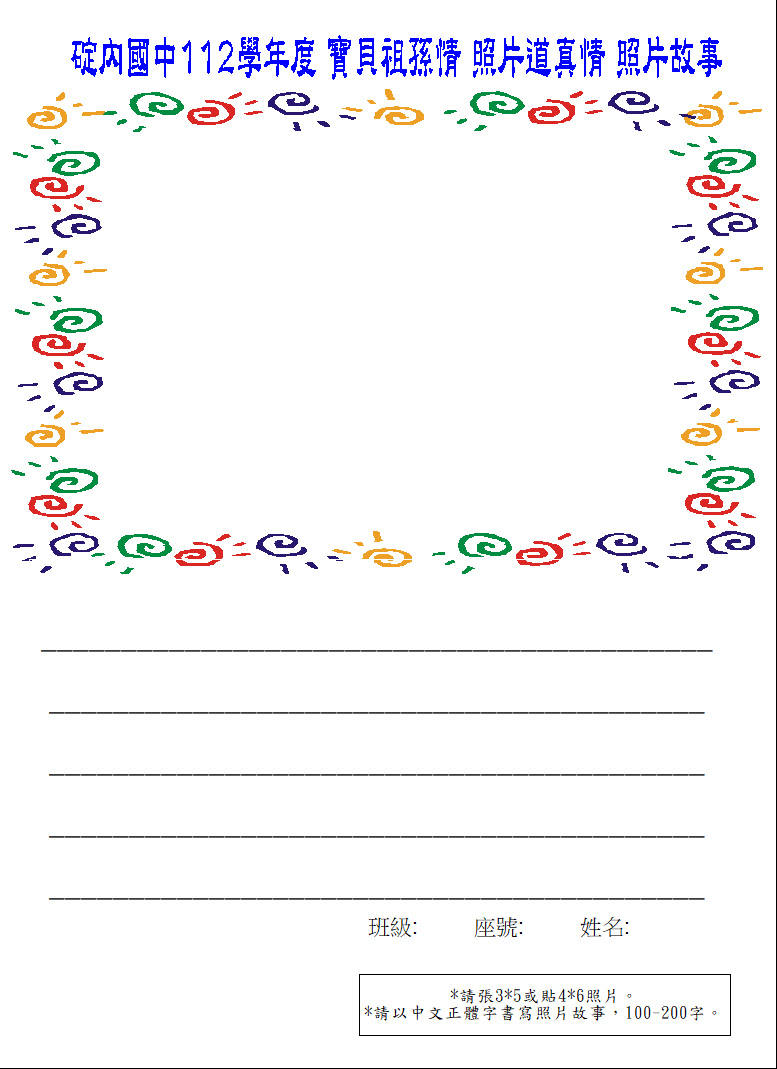 碇內國中112學年度 寶貝祖孫情 照片道真情 照片故事
班級: 座號: 姓名:
*請張3*5或貼4*6照片。
*請以中文正體字書寫照片故事，100-200字。